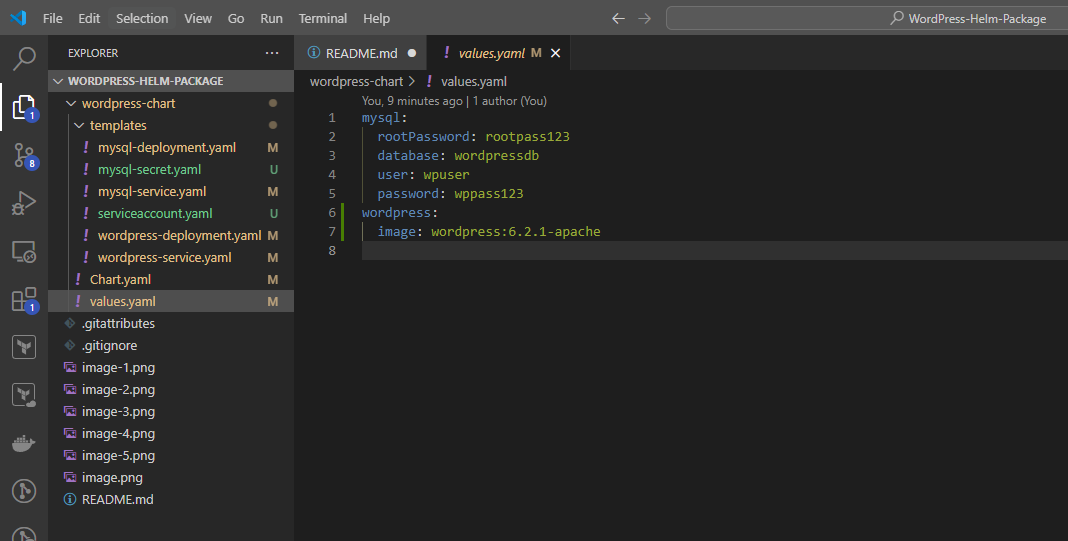 File Edit Selection View Go Run Terminal Help
WordPress-Helm-Package
EXPLORER ···
README.md
! values.yaml M
WORDPRESS-HELM-PACKAGE
wordpress-chart
templates
! mysql-deployment.yaml M
! mysql-secret.yaml U
! mysql-service.yaml M
! serviceaccount.yaml U
! wordpress-deployment.yaml M
! wordpress-service.yaml M
! Chart.yaml M
! values.yaml M
.gitattributes
.gitignore
image-1.png
image-2.png
image-3.png
image-4.png
image-5.png
image.png
README.md
1
8
1
wordpress-chart > ! values.yaml
You, 9 minutes ago | 1 author (You)
1 mysql:
2 rootPassword: rootpass123
3 database: wordpressdb
4 user: wpuser
5 password: wppass123
6 wordpress:
7 image: wordpress:6.2.1-apache
8